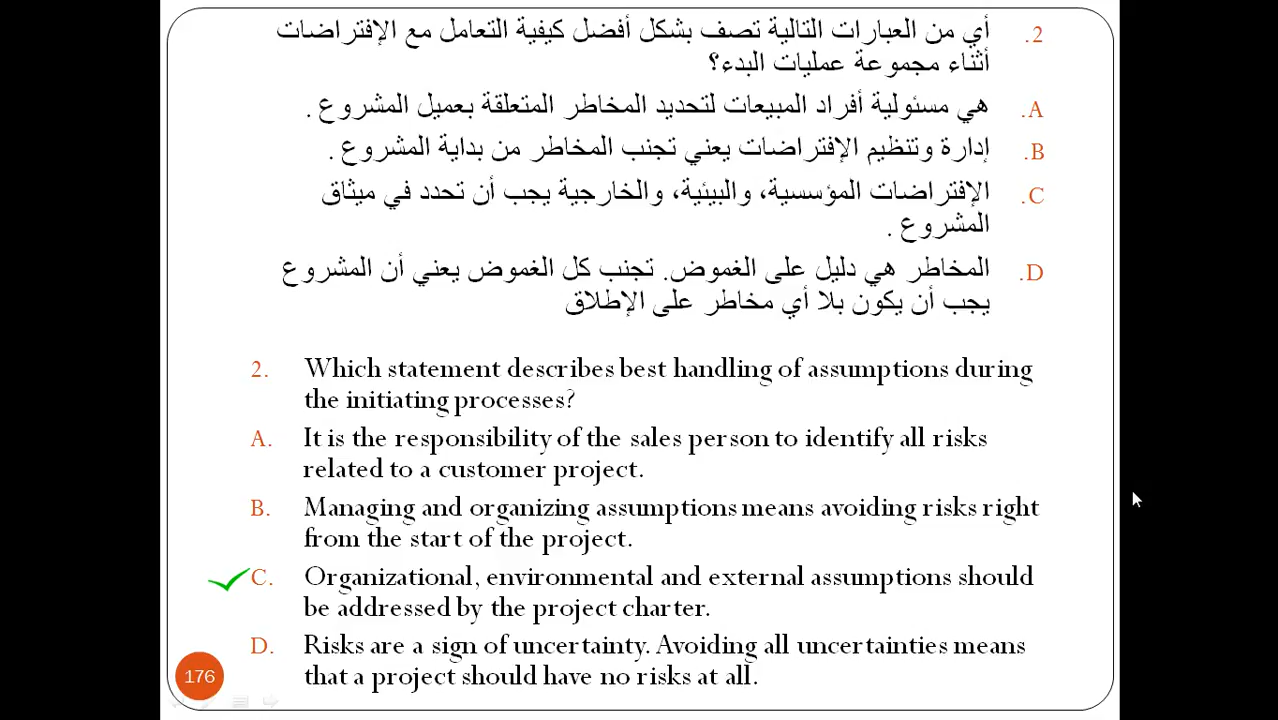 2. أي من العبارات التالية تصف بشكل أفضل كيفية التعامل مع الإفتراضات
أثناء مجموعة عمليات البدء؟
A. هي مسئولية أفراد المبيعات لتحديد المخاطر المتعلقة بعميل المشروع .
B. إدارة وتنظيم الإفتراضات يعني تجنب المخاطر من بداية المشروع .
C. الإفتراضات المؤسسية، والبيئية، والخارجية يجب أن تحدد في ميثاق
المشروع .
D. المخاطر هي دليل على الغموض. تجنب كل الغموض يعني أن المشروع
يجب أن يكون بلا أي مخاطر على الإطلاق
2. Which statement describes best handling of assumptions during
the initiating processes?
A. It is the responsibility of the sales person to identify all risks
related to a customer project.
B. Managing and organizing assumptions means avoiding risks right
from the start of the project.
C. Organizational, environmental and external assumptions should
be addressed by the project charter.
D. Risks are a sign of uncertainty. Avoiding all uncertainties means
that a project should have no risks at all.
176